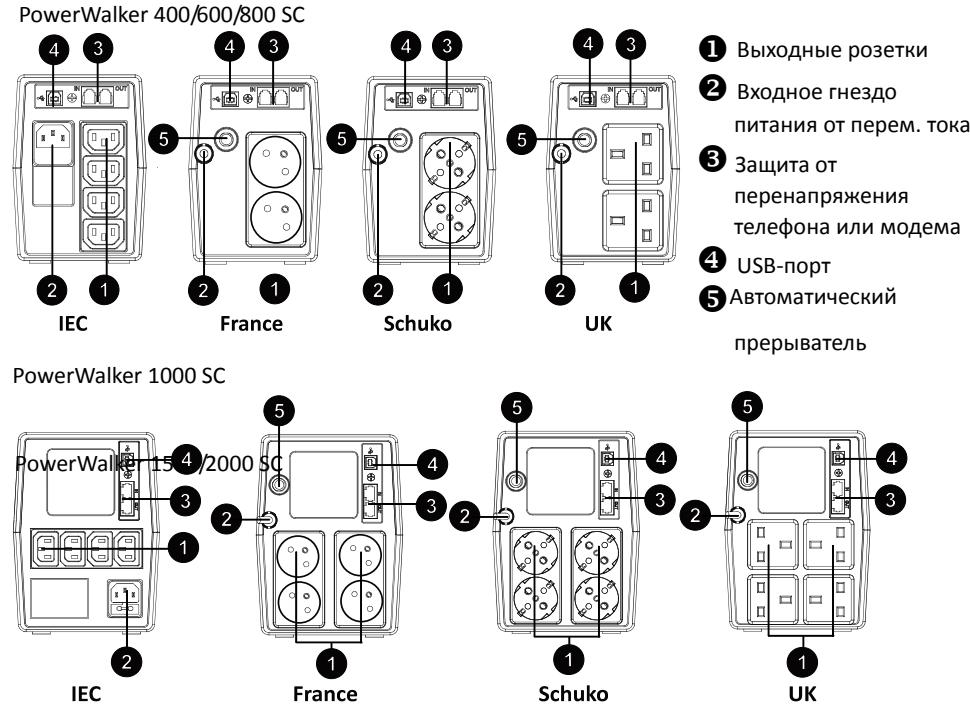 PowerWalker 400/600/800 SC
4 3 4 3 4 3 4 3
IN OUT IN OUT IN OUT IN OUT
5 5 5
2 1 2 1 2 1 2 1
IEC France Schuko UK
❶ Выходные розетки
❷ Входное гнездо
питания от перем. тока
❸ Защита от
перенапряжения
телефона или модема
❹ USB-порт
❺ Автоматический
прерыватель
PowerWalker 1000 SC
5 5 5
4 4 4 4
PowerWalker 15 /2000 SC
3 3 3 3
2 2 2
1
2 1 1 1
IEC France Schuko UK